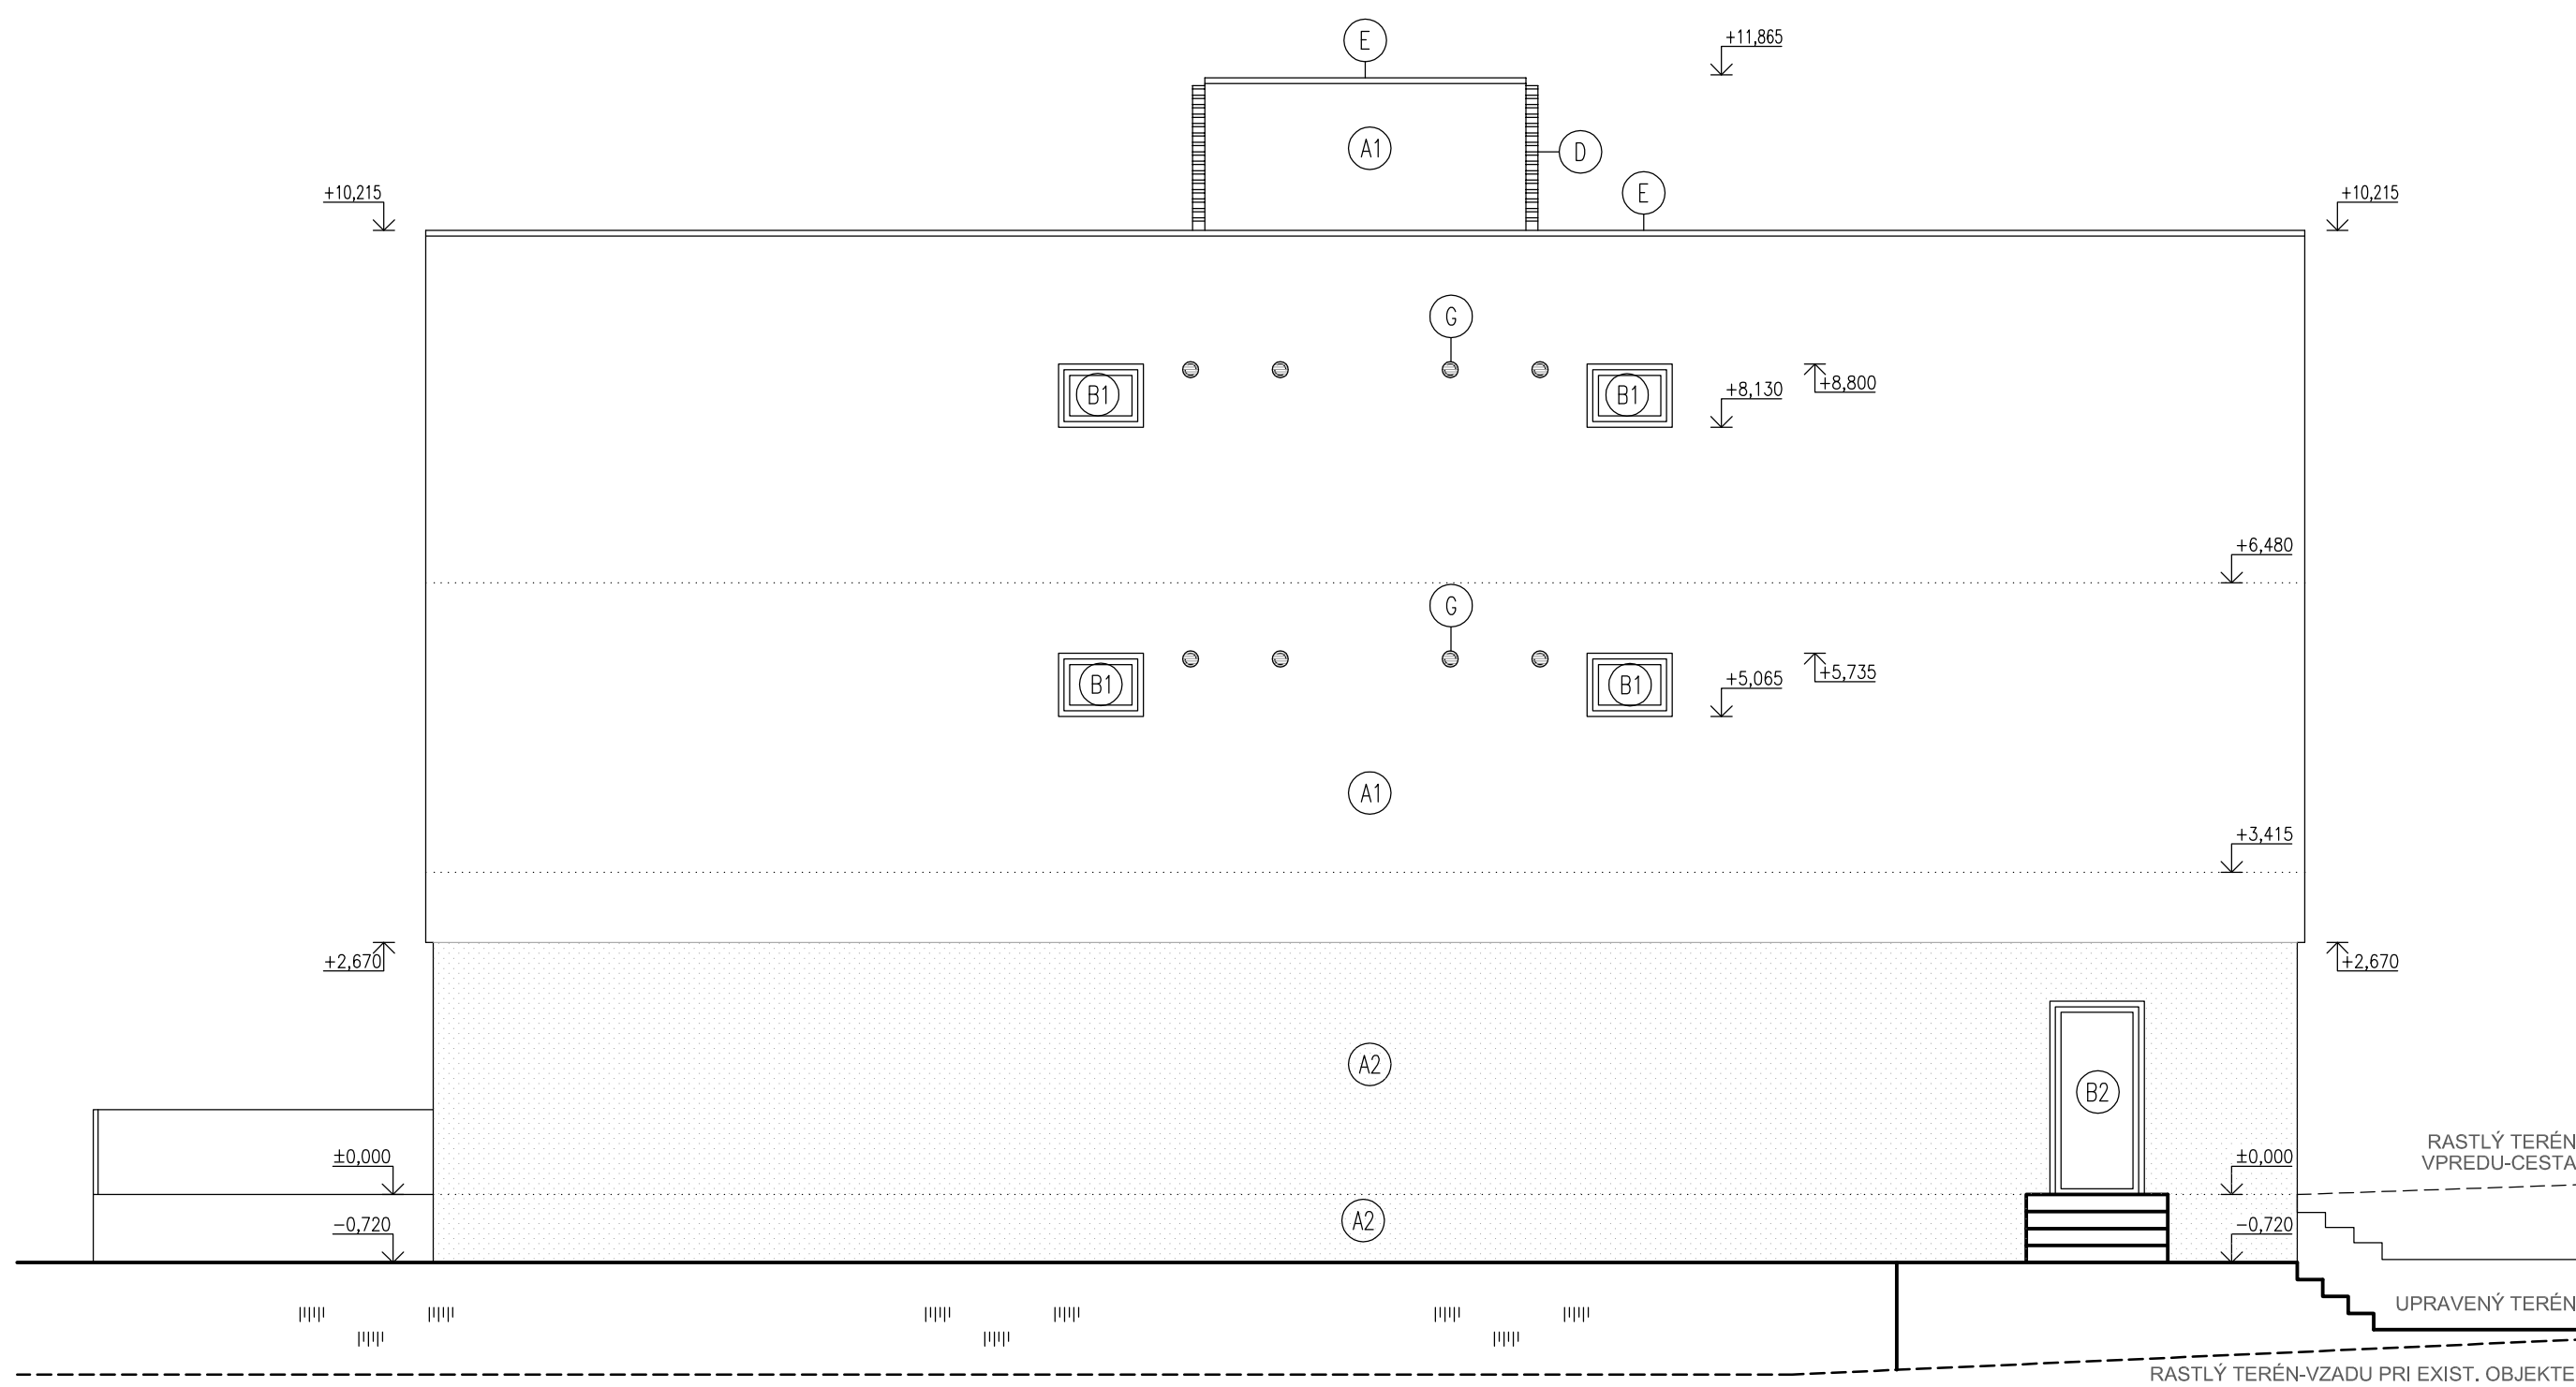 E
+11,865
A1
D
+10,215
E
+10,215
G
B1
B1
+8,130
+8,800
+6,480
G
B1
B1
+5,065
+5,735
A1
+3,415
+2,670
+2,670
A2
B2
RASTLÝ TERÉN
VPREDU-CESTA
±0,000
±0,000
A2
-0,720
-0,720
UPRAVENÝ TERÉN
RASTLÝ TERÉN-VZADU PRI EXIST. OBJEKTE